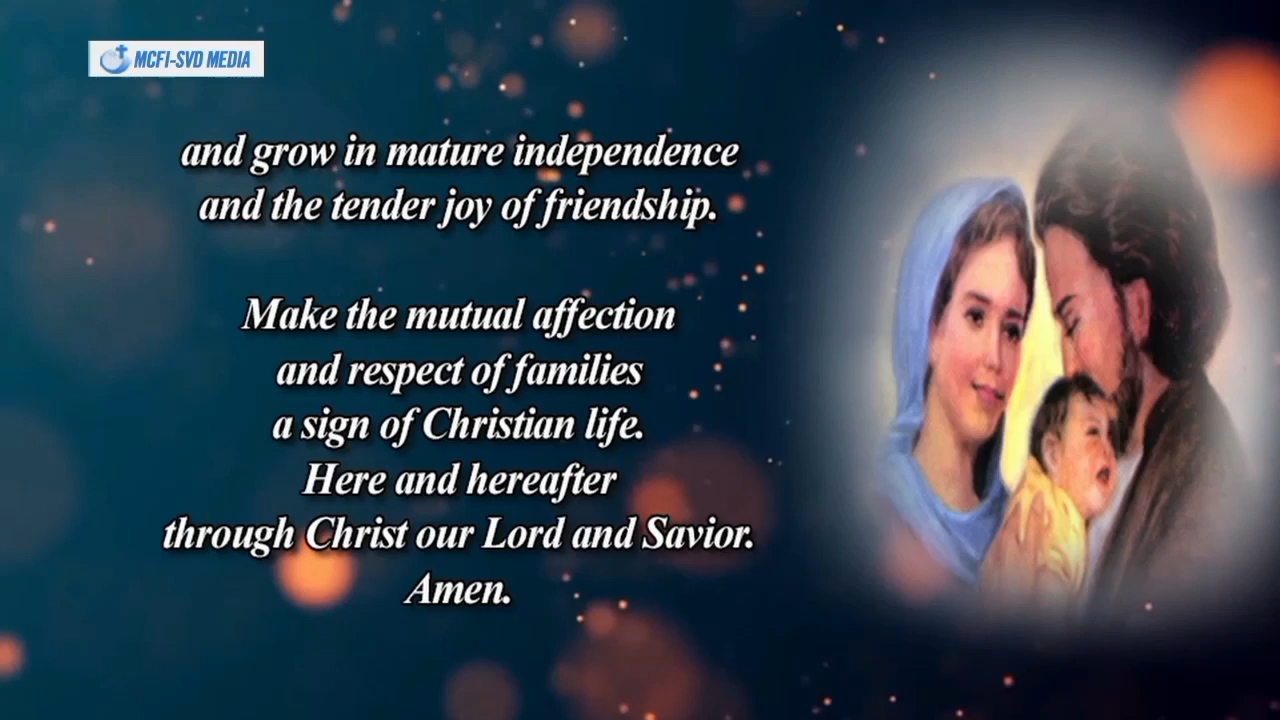 MCFI-SVD MEDIA
and grow in mature independence
and the tender joy of friendship.
Make the mutual affection
and respect of families
a sign of Christian life.
Here and hereafter
through Christ our Lord and Savior.
Amen.